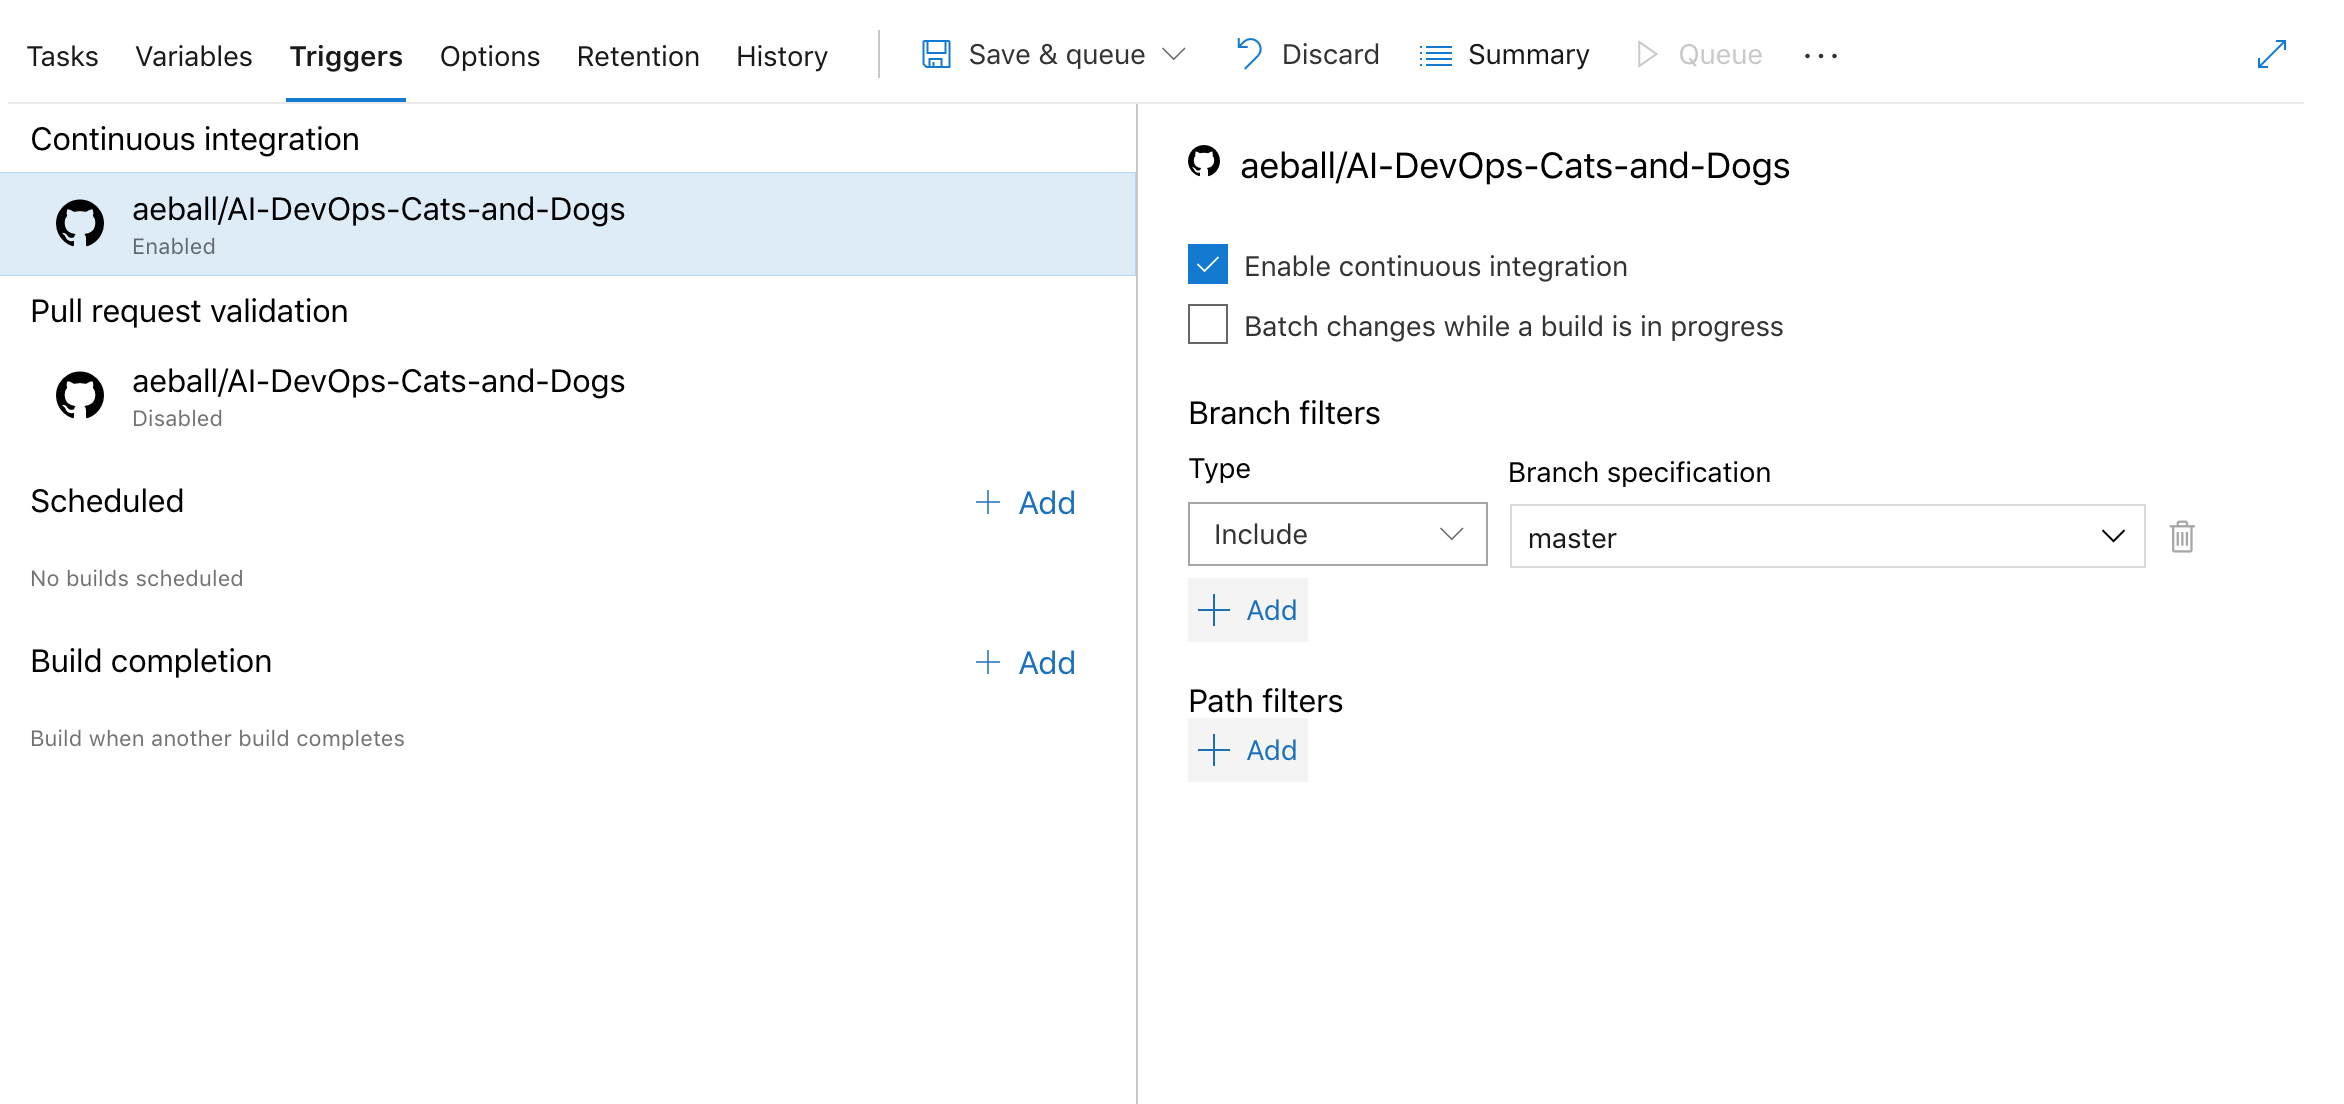 Tasks Variables Triggers Options Retention History Save & queue Discard Summary Queue ...
Continuous integration
aeball/AI-DevOps-Cats-and-Dogs
Enabled
Pull request validation
aeball/AI-DevOps-Cats-and-Dogs
Disabled
Scheduled
+ Add
No builds scheduled
Build completion
+ Add
Build when another build completes
aeball/AI-DevOps-Cats-and-Dogs
Enable continuous integration
Batch changes while a build is in progress
Branch filters
Type Branch specification
Include master
+ Add
Path filters
+ Add